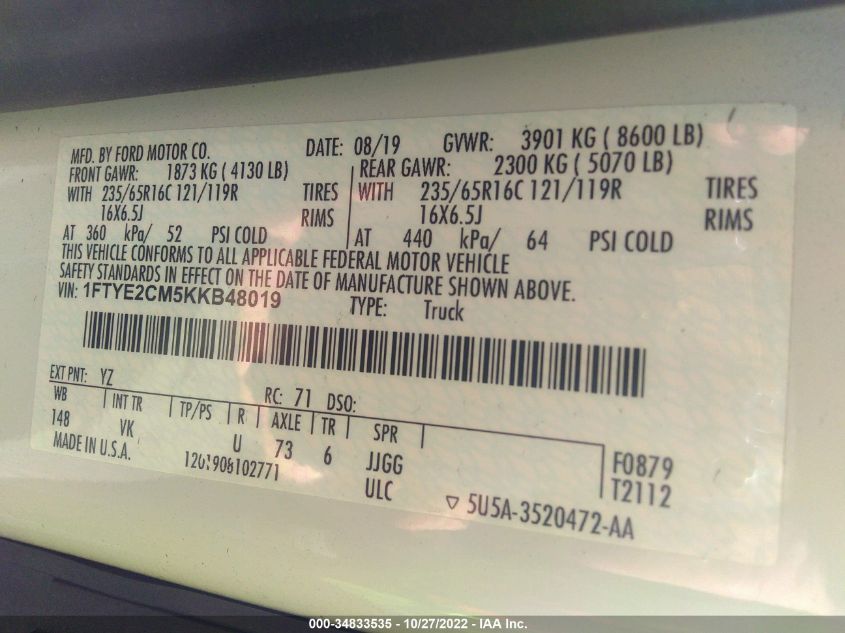 MFD. BY FORD MOTOR CO. DATE: 08/19 GVWR: 3901 KG ( 8600 LB)
FRONT GAWR: 1873 KG ( 4130 LB) REAR GAWR: 2300 KG ( 5070 LB)
WITH 235/65R16C 121/119R TIRES WITH 235/65R16C 121/119R TIRES
16X6.5J RIMS 16X6.5J RIMS
AT 360 kPa/ 52 PSI COLD AT 440 kPa/ 64 PSI COLD
THIS VEHICLE CONFORMS TO ALL APPLICABLE FEDERAL MOTOR VEHICLE
SAFETY STANDARDS IN EFFECT ON THE DATE OF MANUFACTURE SHOWN ABOVE.
VIN: 1FTYE2CM5KKB48019 TYPE: Truck
EXT PNT: YZ RC: 71 DSO:
WB INT TR TP/PS R AXLE TR SPR
148 VK U 73 6 JJGG F0879
MADE IN U.S.A. 1201908102771 ULC T2112
▽ 5U5A-3520472-AA
000-34833535 - 10/27/2022 - IAA Inc.